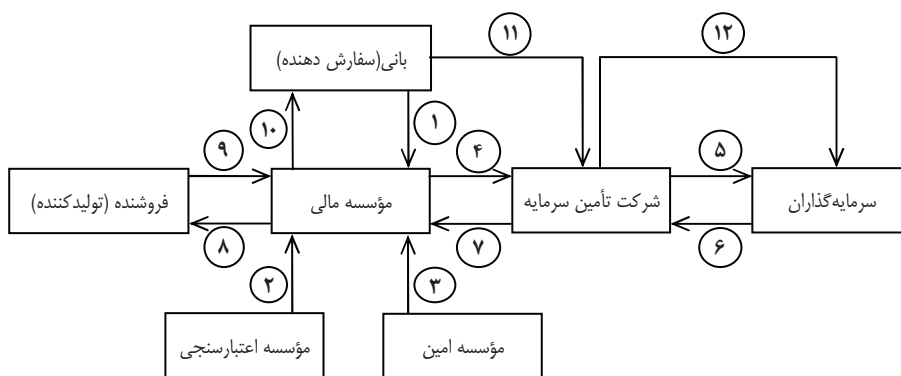 ۱۱
۱۲
بانی(سفارش دهنده)
۱۰
۱
۹
۴
۵
فروشنده (تولیدکننده)
مؤسسه مالی
شرکت تأمین سرمایه
سرمایه‌گذاران
۸
۷
۶
۲
۳
مؤسسه اعتبارسنجی
مؤسسه امین